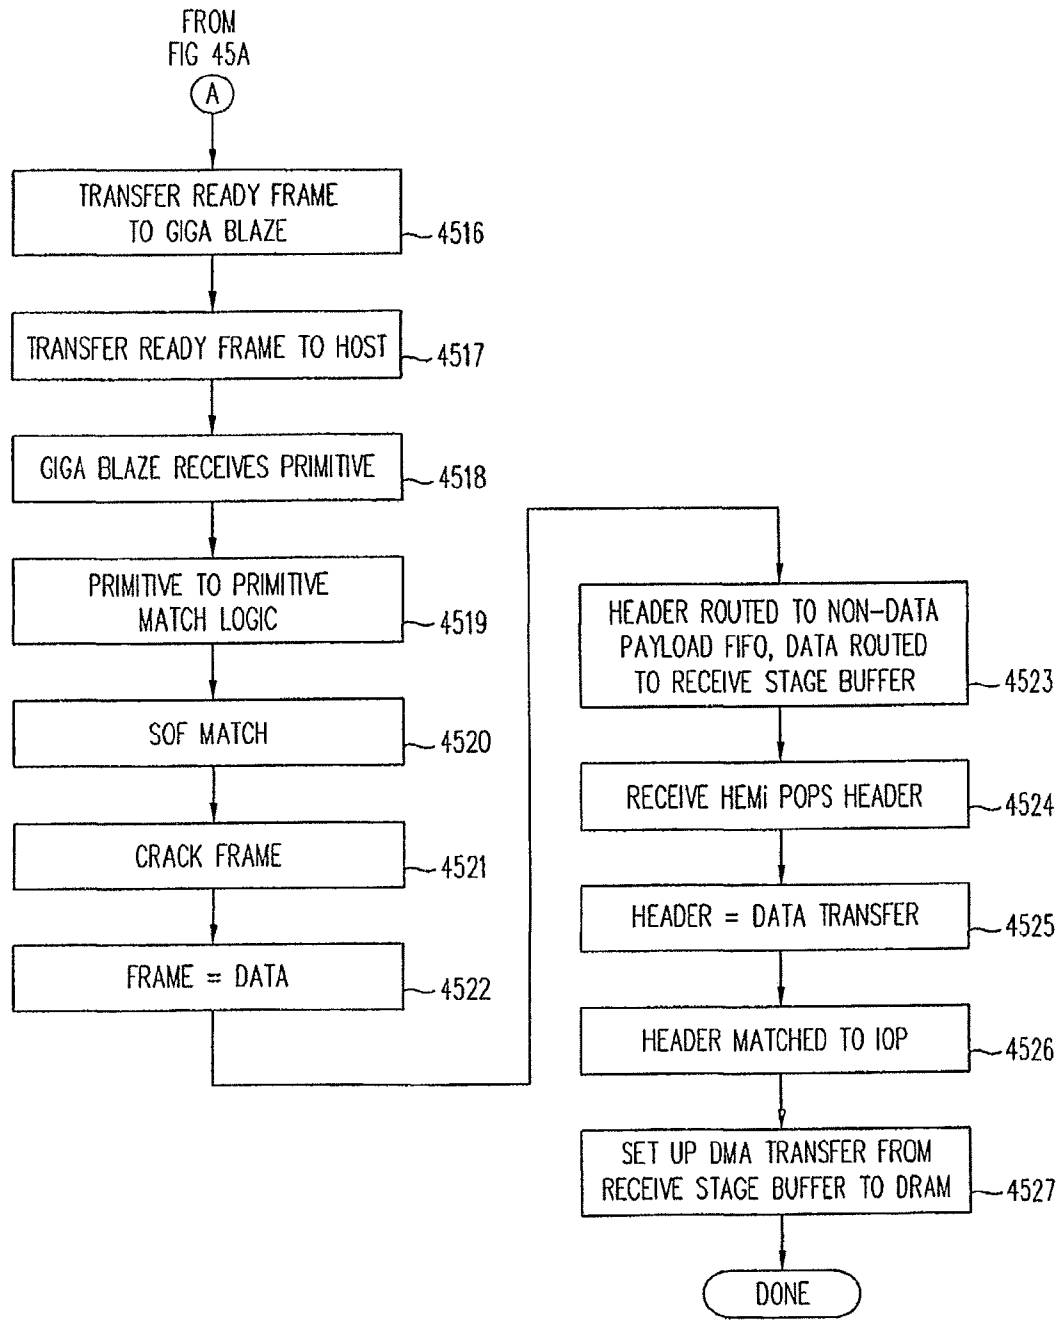 FROM
FIG 45A
A
TRANSFER READY FRAME
TO GIGA BLAZE
4516
TRANSFER READY FRAME TO HOST
4517
GIGA BLAZE RECEIVES PRIMITIVE
4518
PRIMITIVE TO PRIMITIVE
MATCH LOGIC
4519
SOF MATCH
4520
CRACK FRAME
4521
FRAME = DATA
4522
HEADER ROUTED TO NON-DATA
PAYLOAD FIFO, DATA ROUTED
TO RECEIVE STAGE BUFFER
4523
RECEIVE HEMi POPS HEADER
4524
HEADER = DATA TRANSFER
4525
HEADER MATCHED TO IOP
4526
SET UP DMA TRANSFER FROM
RECEIVE STAGE BUFFER TO DRAM
4527
DONE